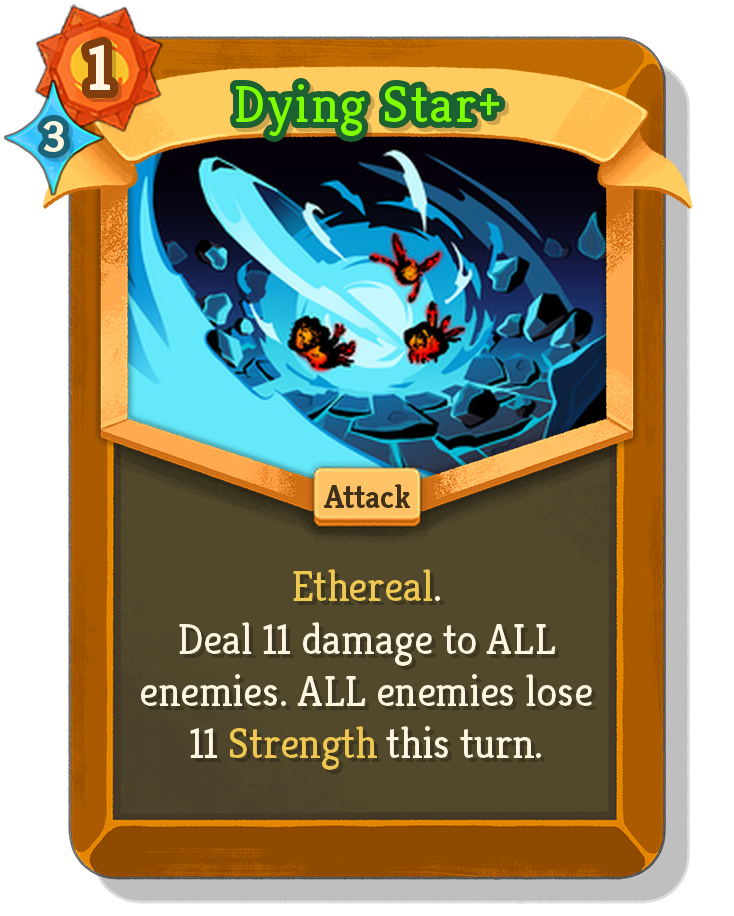 1
3
Dying Star+
Attack
Ethereal.
Deal 11 damage to ALL
enemies. ALL enemies lose
11 Strength this turn.